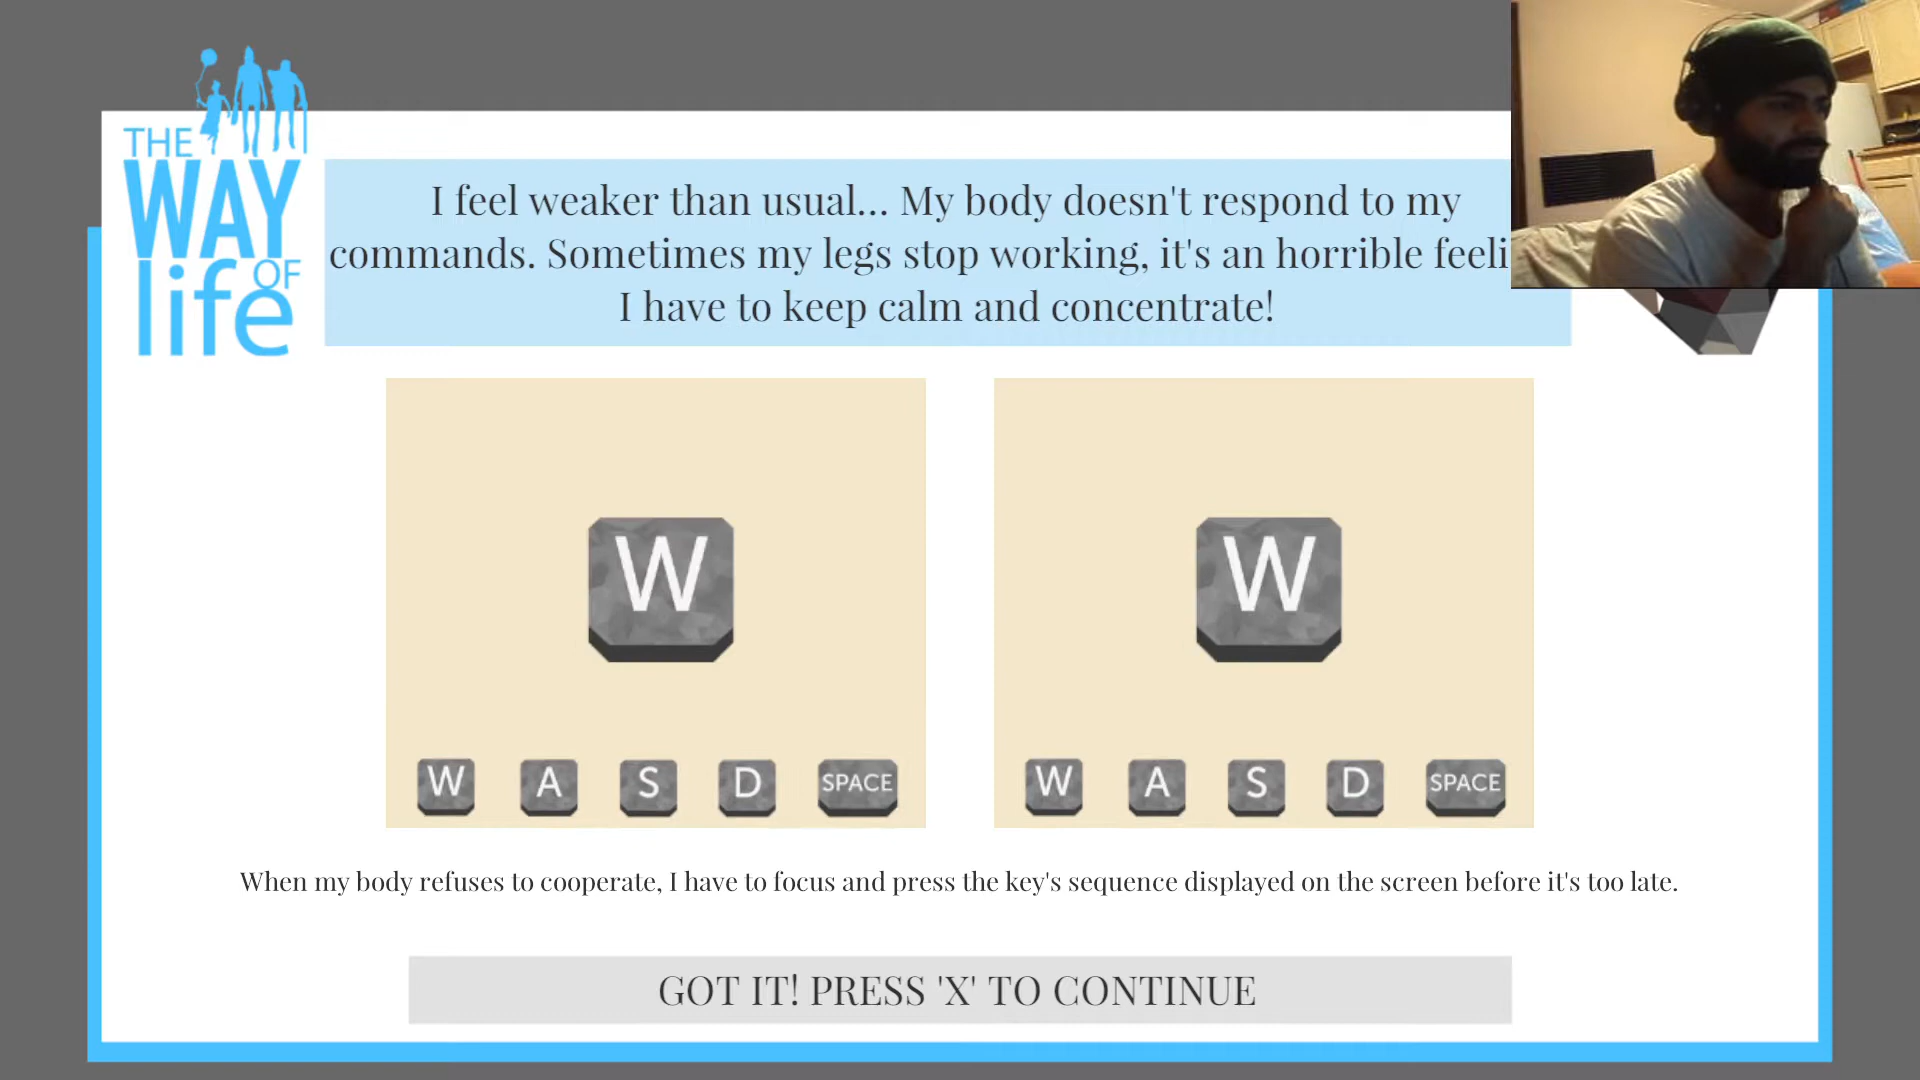 THE
WAY
OF
life
I feel weaker than usual... My body doesn't respond to my
commands. Sometimes my legs stop working, it's an horrible
I have to keep calm and concentrate!
W
W
W A S D SPACE
W A S D SPACE
When my body refuses to cooperate, I have to focus and press the key's sequence displayed on the screen before it's too late.
GOT IT! PRESS 'X' TO CONTINUE